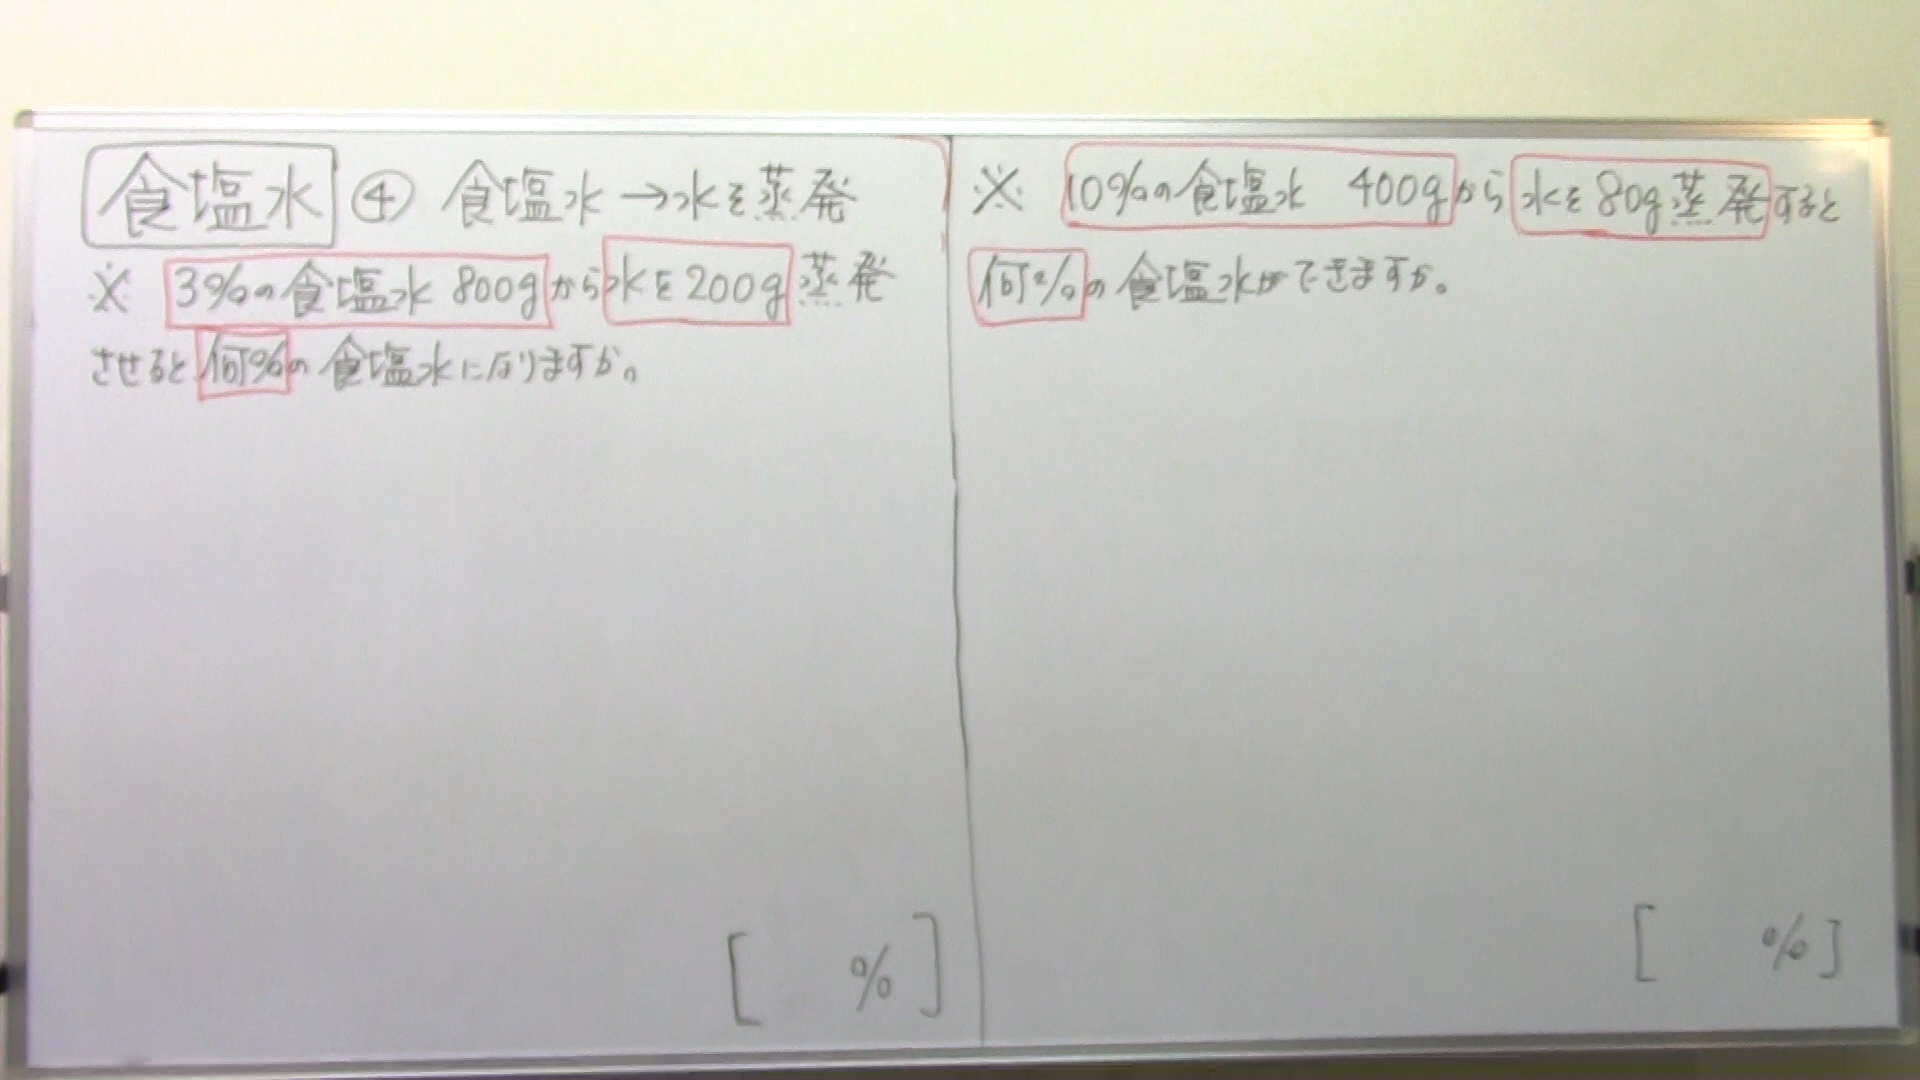 食塩水 ④ 食塩水→水を蒸発
※ 3%の食塩水 800gから水を200g蒸発
させると何%の食塩水になりますか。
[ %]
※ 10%の食塩水 400gから水を80g蒸発すると
何%の食塩水ができますか。
[ %]